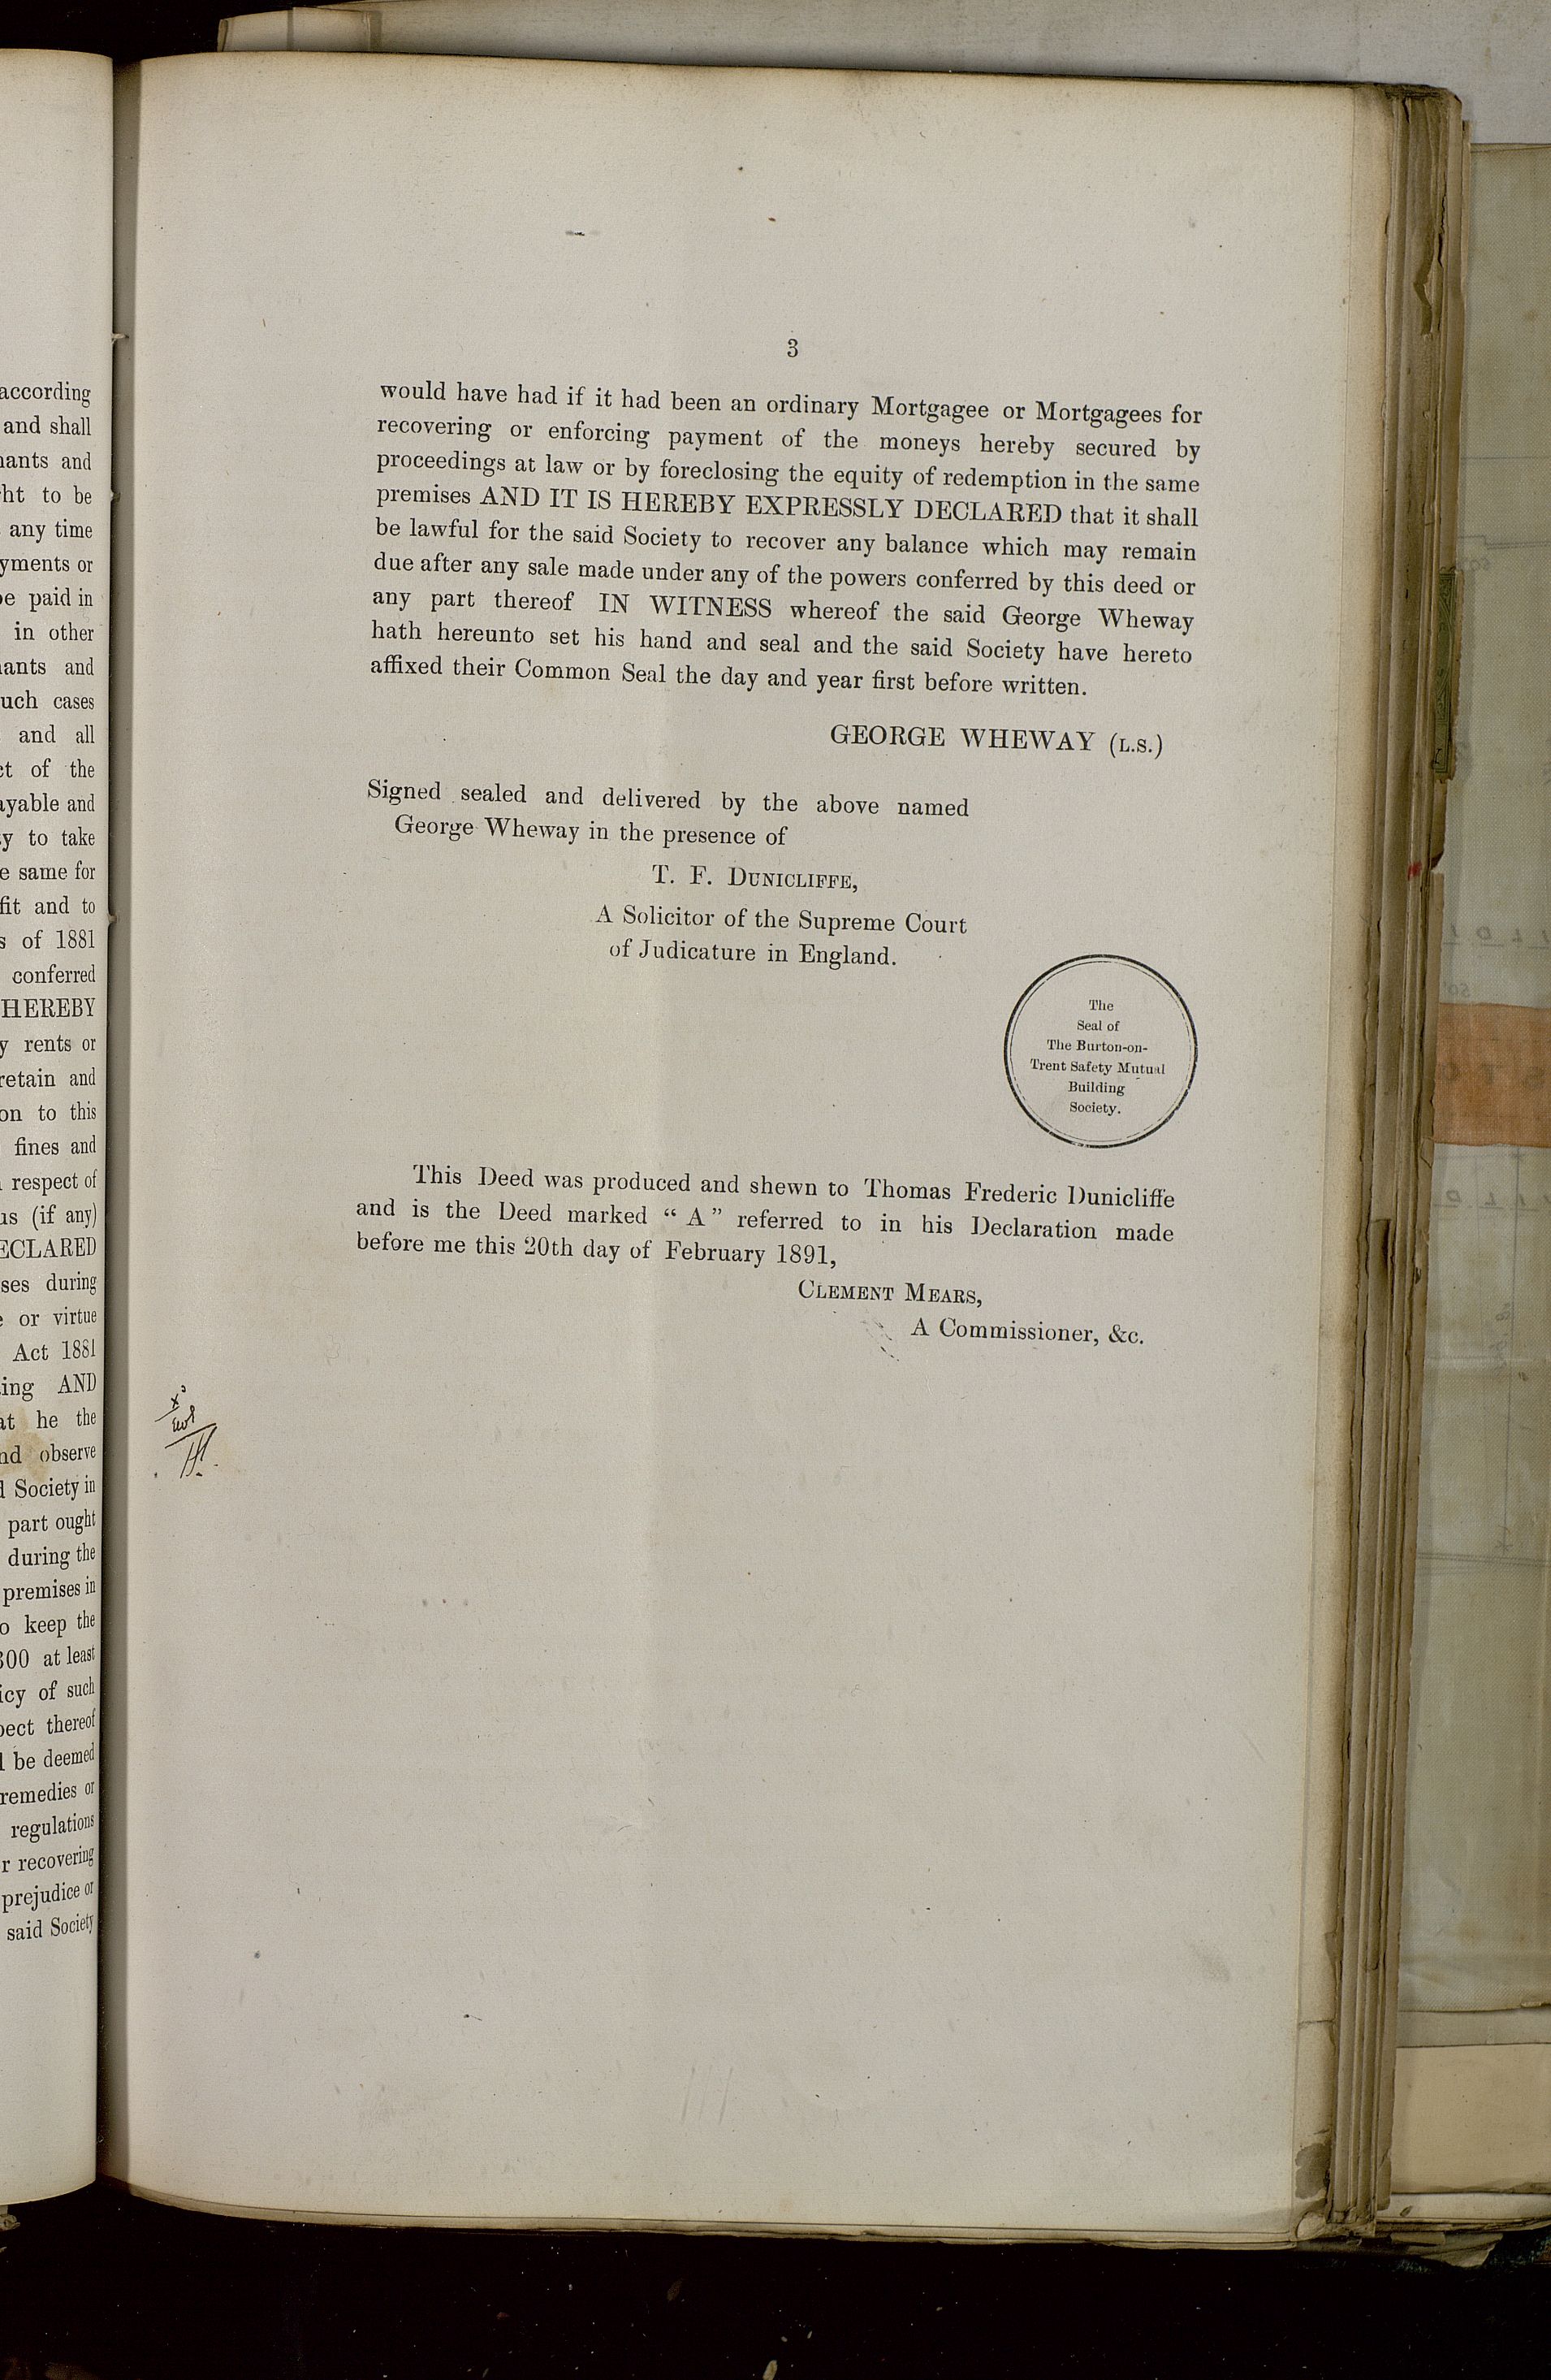 according
and shall
ants and
ht to be
any time
yments or
be paid in
in other
ants and
uch cases
and all
ct of the
ayable and
y to take
e same for
fit and to
s of 1881
conferred
HEREBY
y rents or
retain and
on to this
fines and
respect of
us (if any)
ECLARED
ses during
or virtue
Act 1881
ing AND
at he the
nd observe
Society in
part ought
during the
premises in
o keep the
300 at least
icy of such
pect thereof
be deemed
remedies or
regulations
r recovering
prejudice or
said Society
3
would have had if it had been an ordinary Mortgagee or Mortgagees for
recovering or enforcing payment of the moneys hereby secured by
proceedings at law or by foreclosing the equity of redemption in the same
premises AND IT IS HEREBY EXPRESSLY DECLARED that it shall
be lawful for the said Society to recover any balance which may remain
due after any sale made under any of the powers conferred by this deed or
any part thereof IN WITNESS whereof the said George Wheway
hath hereunto set his hand and seal and the said Society have hereto
affixed their Common Seal the day and year first before written.
GEORGE WHEWAY (L.S.)
Signed sealed and delivered by the above named
George Wheway in the presence of
T. F. DUNICLIFFE,
A Solicitor of the Supreme Court
of Judicature in England.
The
Seal of
The Burton-on-
Trent Safety Mutual
Building
Society.
This Deed was produced and shewn to Thomas Frederic Dunicliffe
and is the Deed marked “ A ” referred to in his Declaration made
before me this 20th day of February 1891,
CLEMENT MEARS,
A Commissioner, &c.